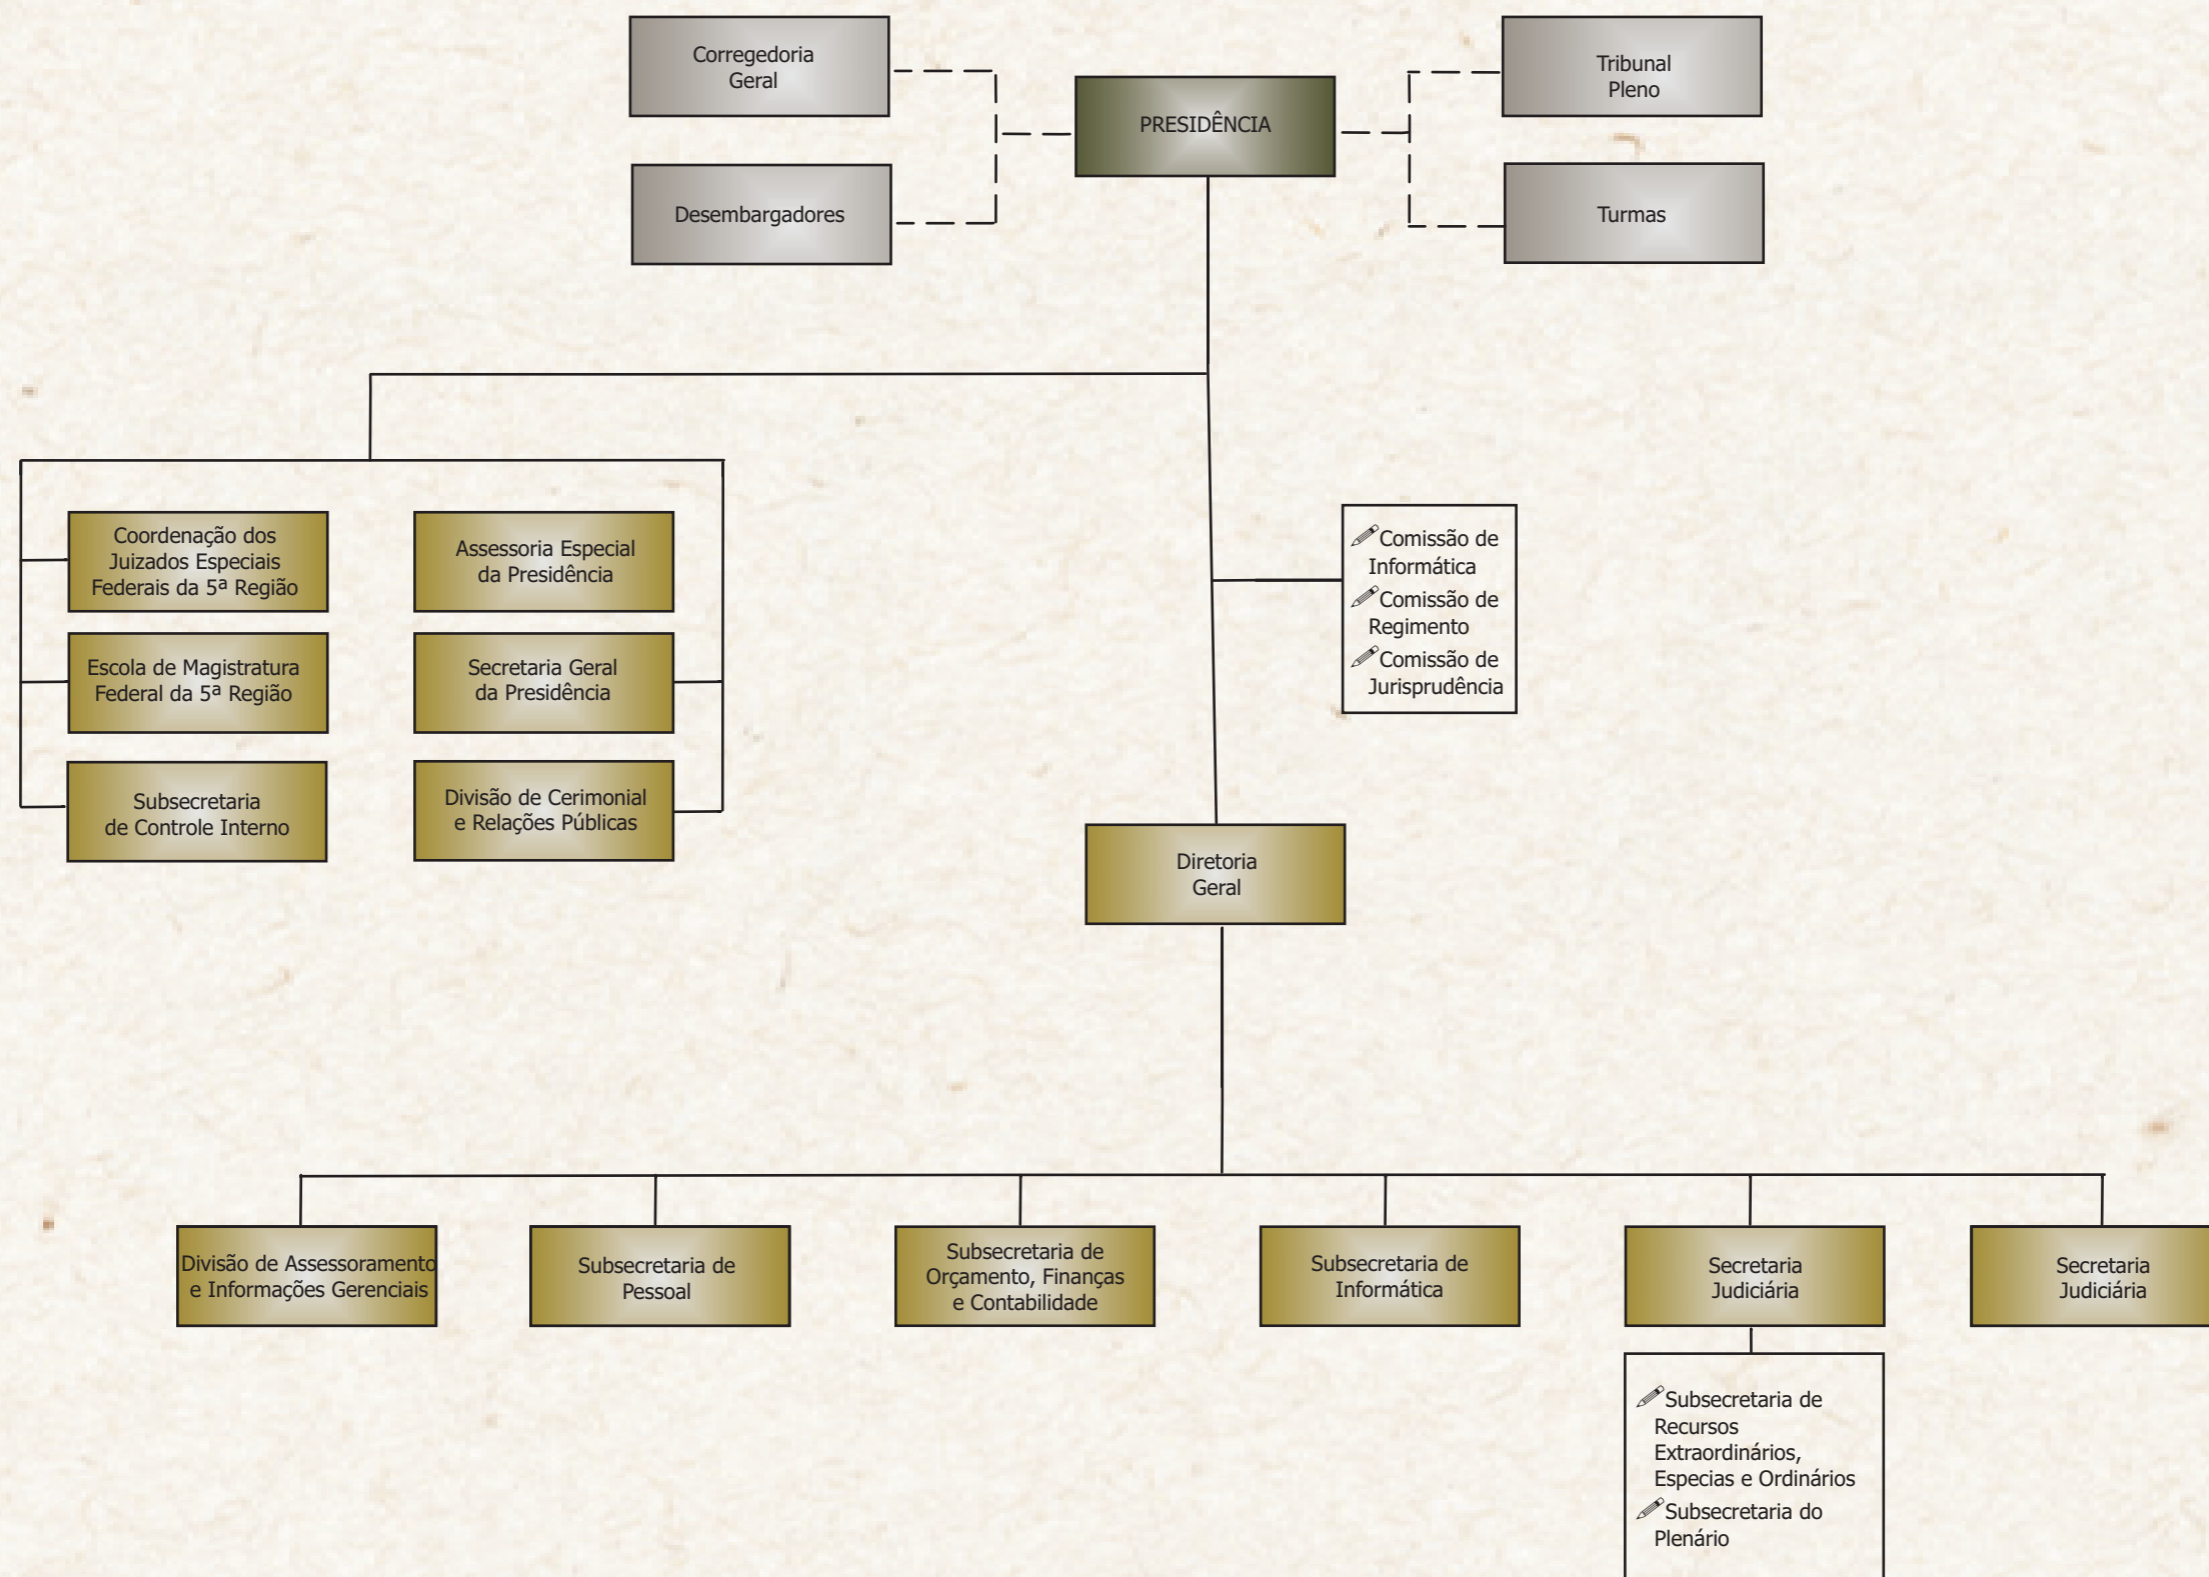 Corregedoria
Geral
Tribunal
Pleno
PRESIDÊNCIA
Desembargadores
Turmas
Coordenação dos
Juizados Especiais
Federais da 5ª Região
Assessoria Especial
da Presidência
Comissão de
Informática
Comissão de
Regimento
Comissão de
Jurisprudência
Escola de Magistratura
Federal da 5ª Região
Secretaria Geral
da Presidência
Subsecretaria
de Controle Interno
Divisão de Cerimonial
e Relações Públicas
Diretoria
Geral
Divisão de Assessoramento
e Informações Gerenciais
Subsecretaria de
Pessoal
Subsecretaria de
Orçamento, Finanças
e Contabilidade
Subsecretaria de
Informática
Secretaria
Judiciária
Secretaria
Judiciária
Subsecretaria de
Recursos
Extraordinários,
Especias e Ordinários
Subsecretaria do
Plenário